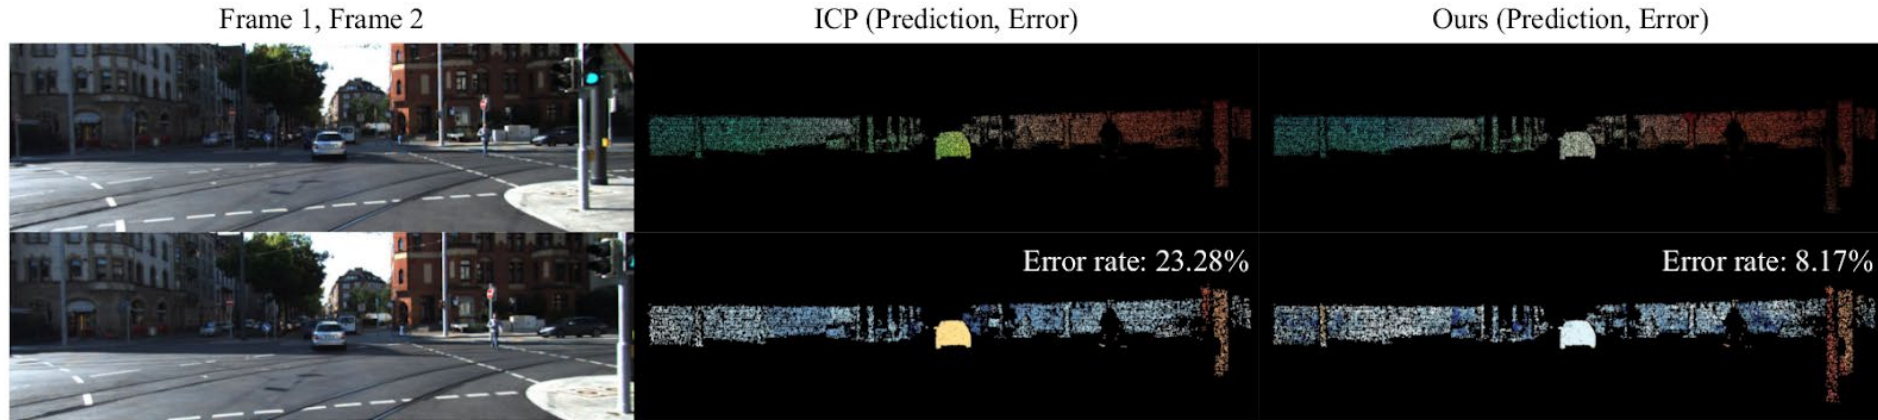 Frame 1, Frame 2
ICP (Prediction, Error)
Ours (Prediction, Error)
Error rate: 23.28%
Error rate: 8.17%